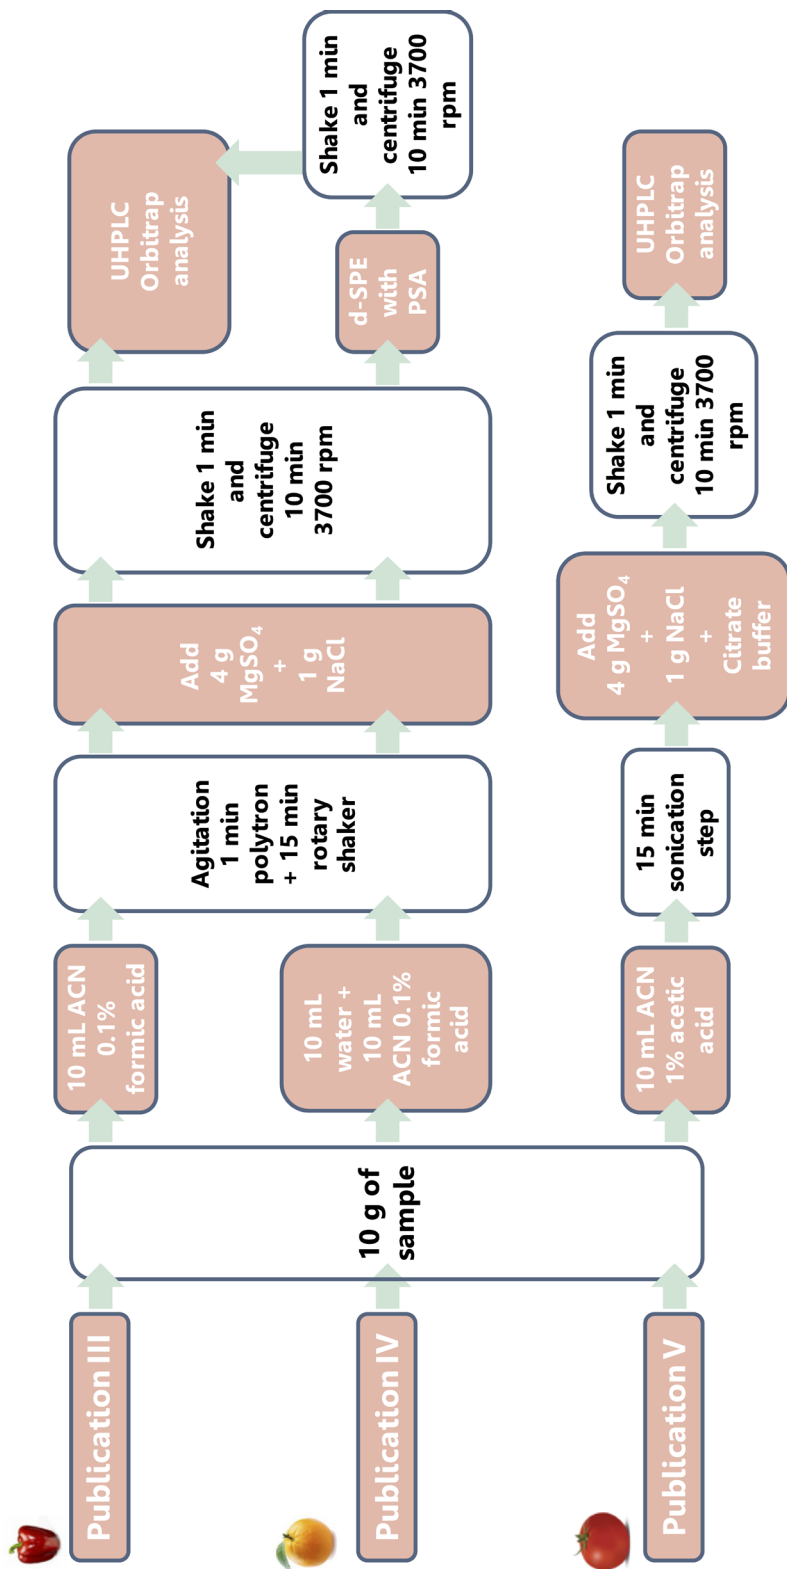 Publication III
Publication IV
Publication V
10 g of
sample
10 mL ACN
0.1%
formic acid
10 mL
water +
10 mL
ACN 0.1%
formic
acid
10 mL ACN
1% acetic
acid
Agitation
1 min
polytron
+ 15 min
rotary
shaker
15 min
sonication
step
Add
4 g
MgSO₄
+
1 g
NaCl
Add
4 g MgSO₄
+
1 g NaCl
+
Citrate
buffer
Shake 1 min
and
centrifuge
10 min
3700 rpm
Shake 1 min
and
centrifuge
10 min 3700
rpm
UHPLC
Orbitrap
analysis
d-SPE
with
PSA
Shake 1 min
and
centrifuge
10 min 3700
rpm
UHPLC
Orbitrap
analysis